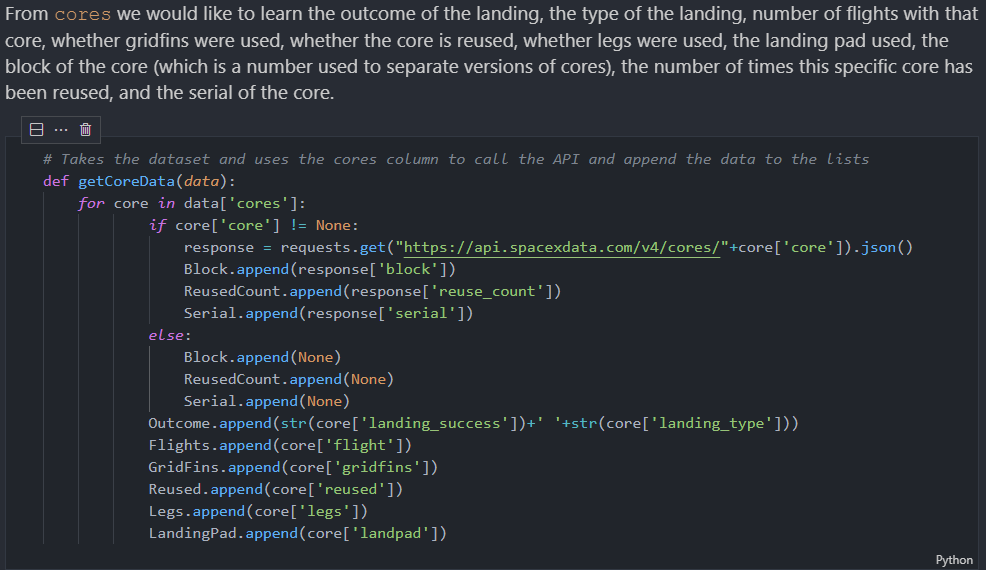 From cores we would like to learn the outcome of the landing, the type of the landing, number of flights with that
core, whether gridfins were used, whether the core is reused, whether legs were used, the landing pad used, the
block of the core (which is a number used to separate versions of cores), the number of times this specific core has
been reused, and the serial of the core.
# Takes the dataset and uses the cores column to call the API and append the data to the lists
def getCoreData(data):
    for core in data['cores']:
            if core['core'] != None:
                response = requests.get("https://api.spacexdata.com/v4/cores/"+core['core']).json()
                Block.append(response['block'])
                ReusedCount.append(response['reuse_count'])
                Serial.append(response['serial'])
            else:
                Block.append(None)
                ReusedCount.append(None)
                Serial.append(None)
            Outcome.append(str(core['landing_success'])+' '+str(core['landing_type']))
            Flights.append(core['flight'])
            GridFins.append(core['gridfins'])
            Reused.append(core['reused'])
            Legs.append(core['legs'])
            LandingPad.append(core['landpad'])
Python